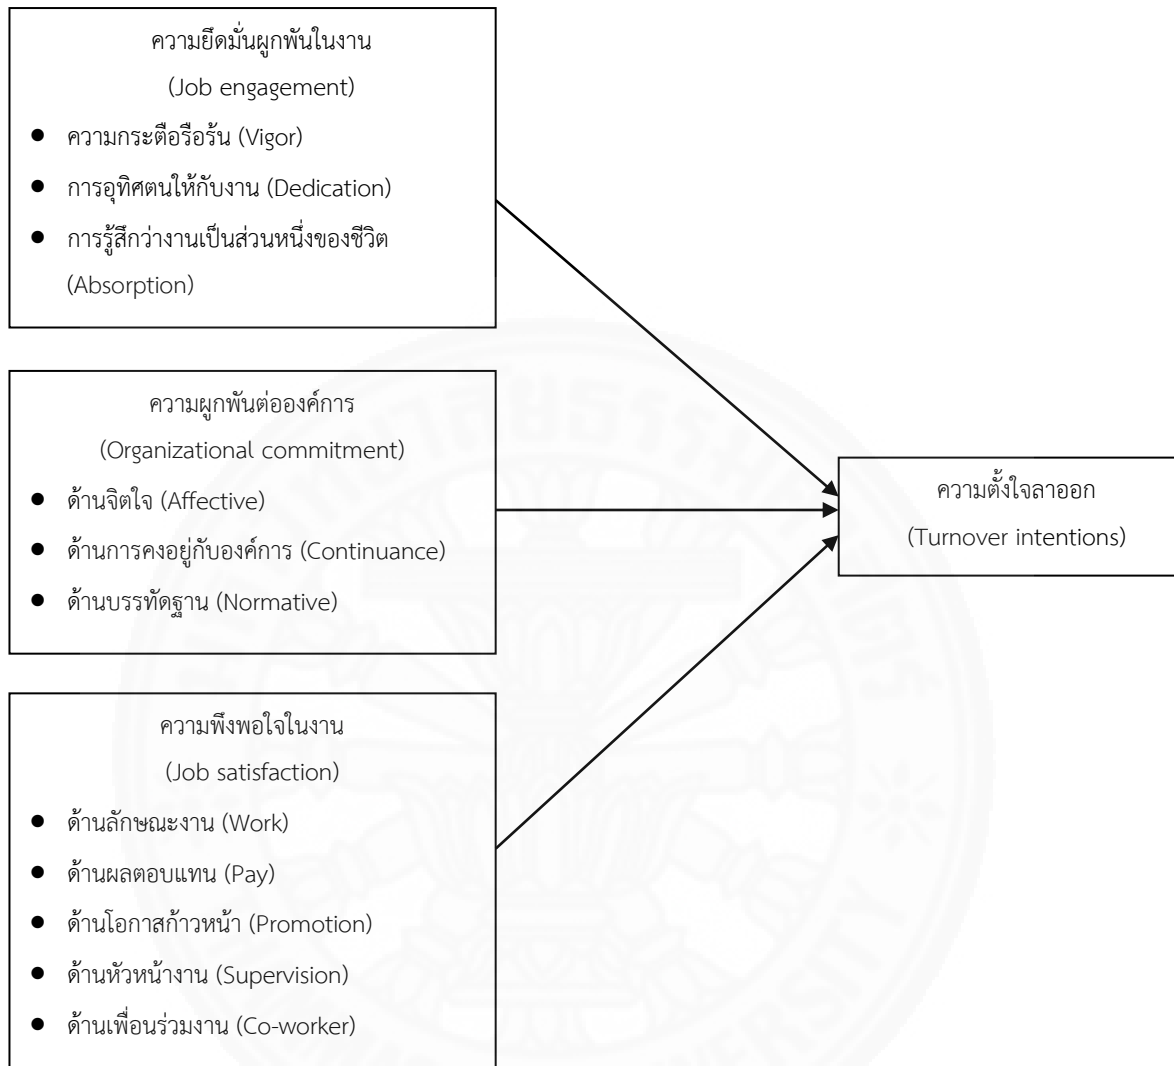 ความยึดมั่นผูกพันในงาน
(Job engagement)
● ความกระตือรือร้น (Vigor)
● การอุทิศตนให้กับงาน (Dedication)
● การรู้สึกว่างานเป็นส่วนหนึ่งของชีวิต
(Absorption)
ความผูกพันต่อองค์การ
(Organizational commitment)
● ด้านจิตใจ (Affective)
● ด้านการคงอยู่กับองค์การ (Continuance)
● ด้านบรรทัดฐาน (Normative)
ความพึงพอใจในงาน
(Job satisfaction)
● ด้านลักษณะงาน (Work)
● ด้านผลตอบแทน (Pay)
● ด้านโอกาสก้าวหน้า (Promotion)
● ด้านหัวหน้างาน (Supervision)
● ด้านเพื่อนร่วมงาน (Co-worker)
ความตั้งใจลาออก
(Turnover intentions)